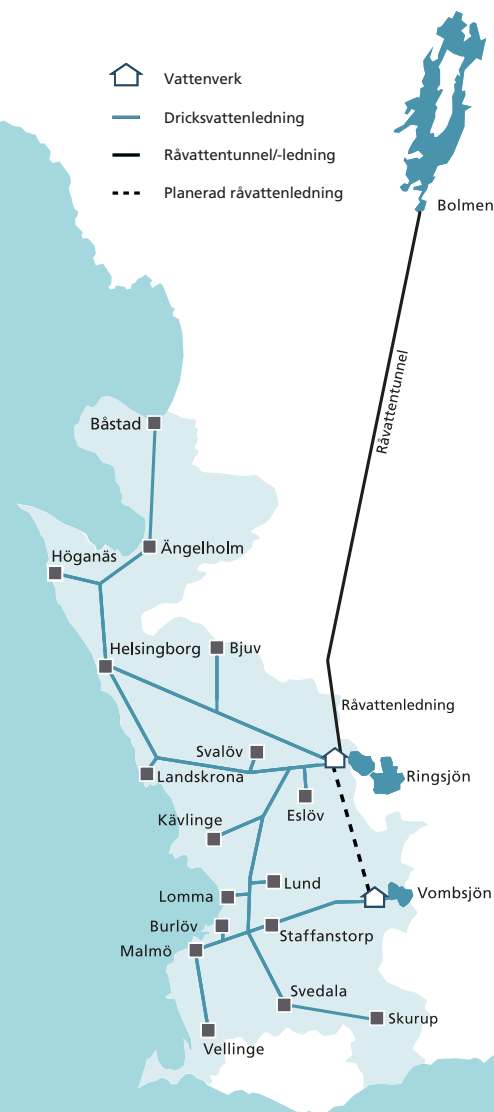 Vattenverk
Dricksvattenledning
Råvattentunnel/-ledning
Planerad råvattenledning
Bolmen
Råvattentunnel
Båstad
Ängelholm
Höganäs
Helsingborg
Bjuv
Råvattenledning
Svalöv
Landskrona
Ringsjön
Eslöv
Kävlinge
Lund
Lomma
Vombsjön
Burlöv
Staffanstorp
Malmö
Svedala
Skurup
Vellinge